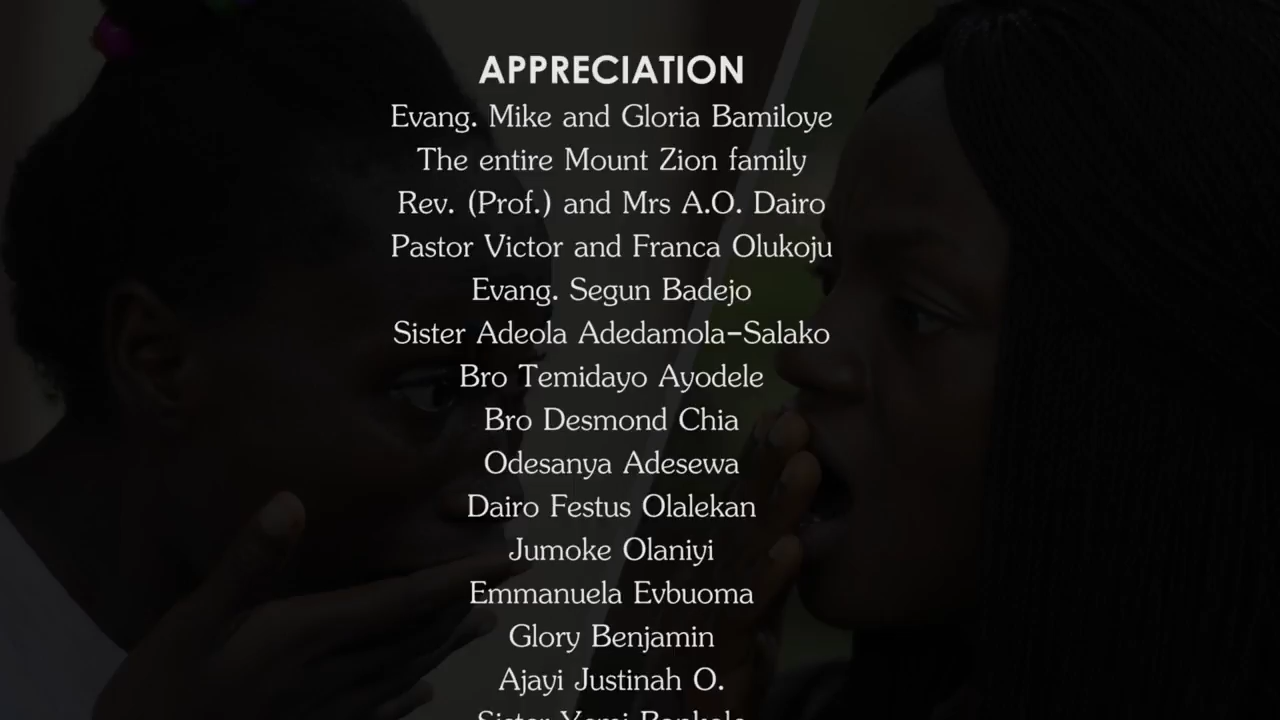 APPRECIATION
Evang. Mike and Gloria Bamiloye
The entire Mount Zion family
Rev. (Prof.) and Mrs A.O. Dairo
Pastor Victor and Franca Olukoju
Evang. Segun Badejo
Sister Adeola Adedamola-Salako
Bro Temidayo Ayodele
Bro Desmond Chia
Odesanya Adesewa
Dairo Festus Olalekan
Jumoke Olaniyi
Emmanuela Evbuoma
Glory Benjamin
Ajayi Justinah O.
Sister Yemi